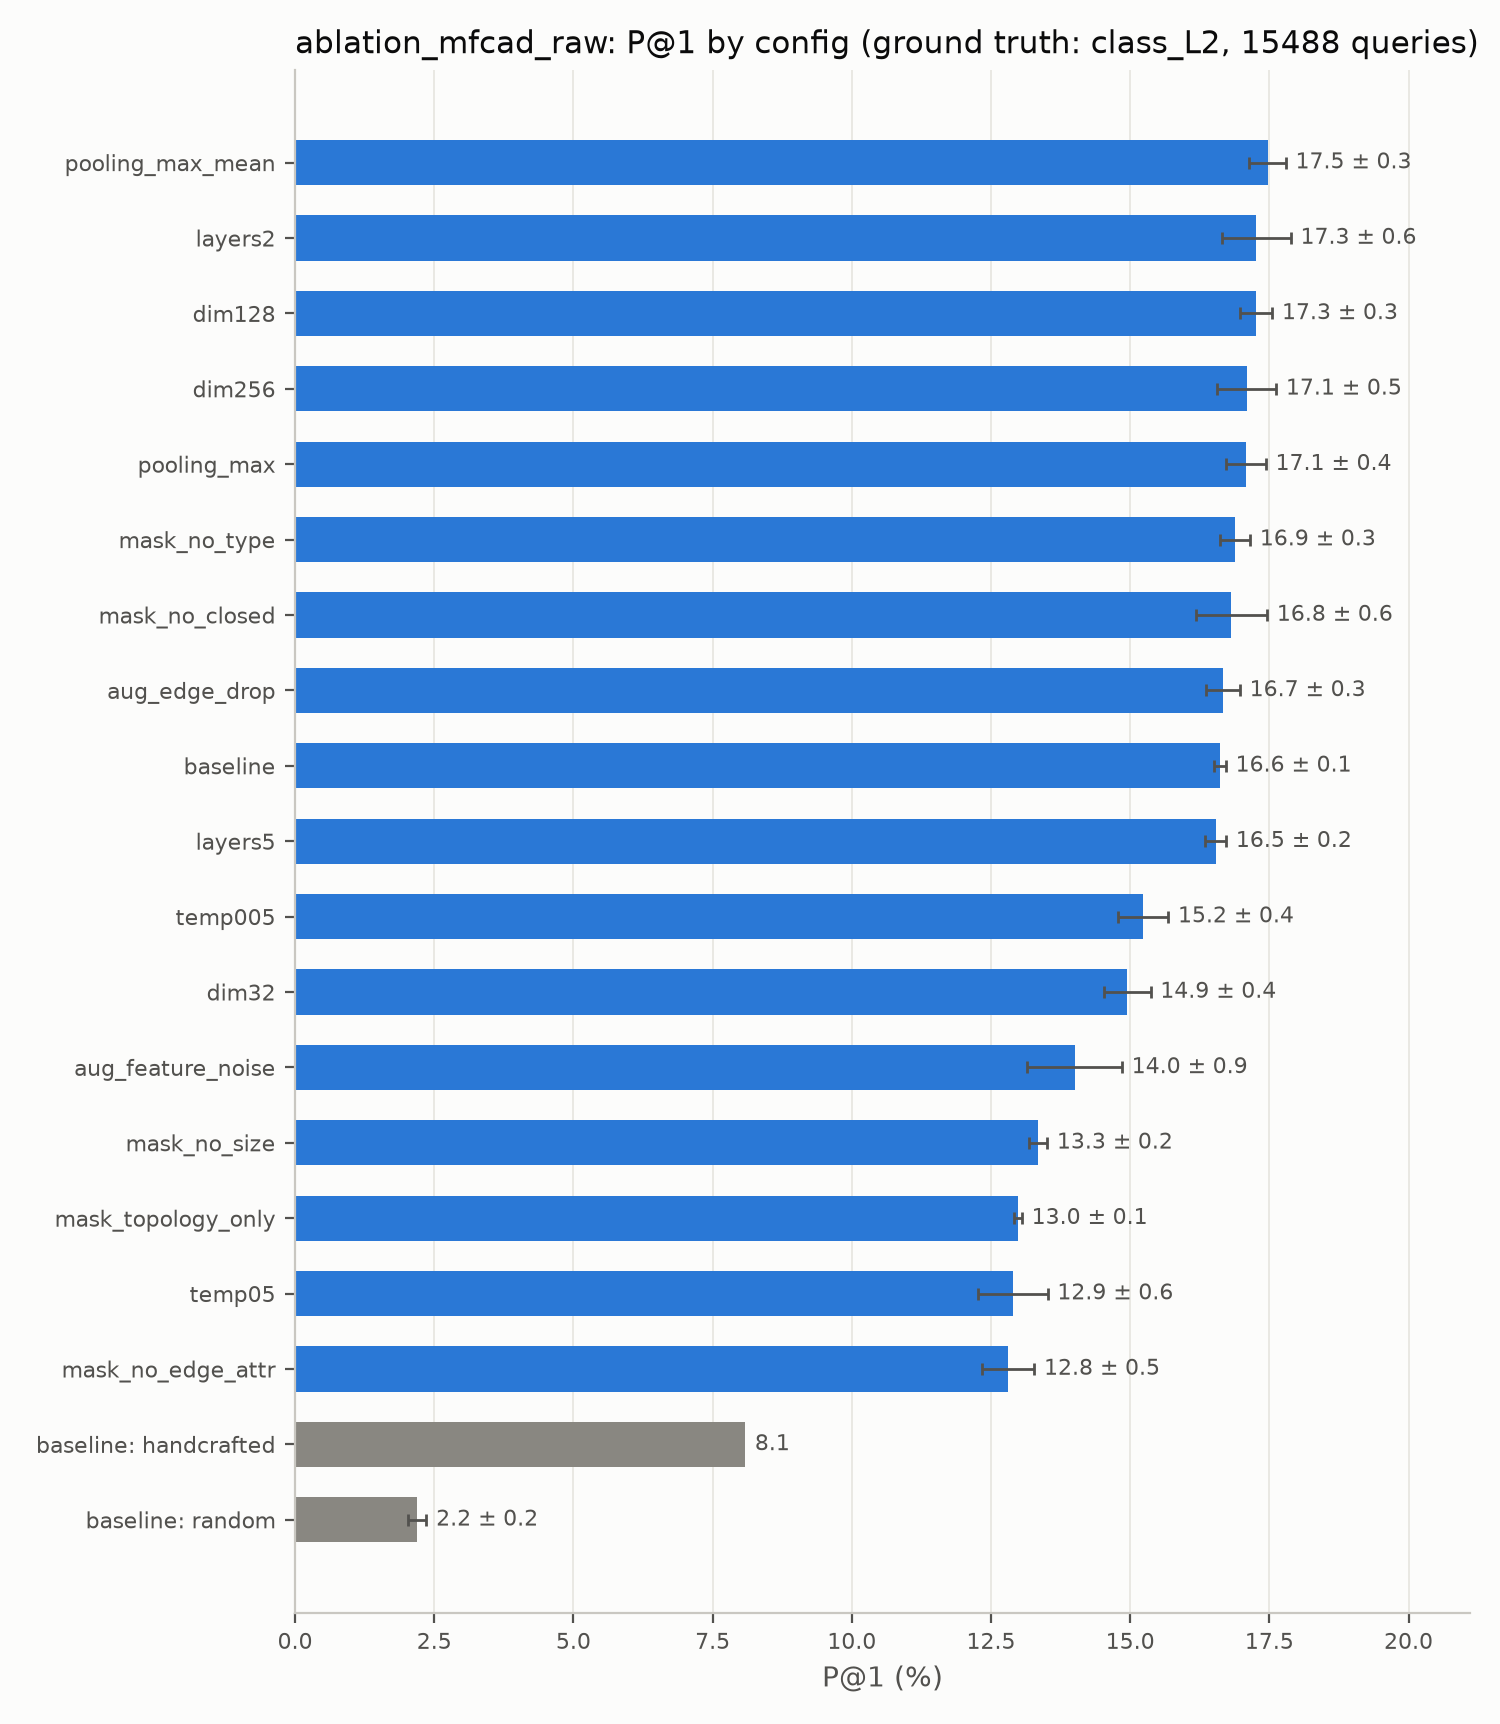 ablation_mfcad_raw: P@1 by config (ground truth: class_L2, 15488 queries)
pooling_max_mean 17.5 ± 0.3
layers2 17.3 ± 0.6
dim128 17.3 ± 0.3
dim256 17.1 ± 0.5
pooling_max 17.1 ± 0.4
mask_no_type 16.9 ± 0.3
mask_no_closed 16.8 ± 0.6
aug_edge_drop 16.7 ± 0.3
baseline 16.6 ± 0.1
layers5 16.5 ± 0.2
temp005 15.2 ± 0.4
dim32 14.9 ± 0.4
aug_feature_noise 14.0 ± 0.9
mask_no_size 13.3 ± 0.2
mask_topology_only 13.0 ± 0.1
temp05 12.9 ± 0.6
mask_no_edge_attr 12.8 ± 0.5
baseline: handcrafted 8.1
baseline: random 2.2 ± 0.2
0.0 2.5 5.0 7.5 10.0 12.5 15.0 17.5 20.0
P@1 (%)